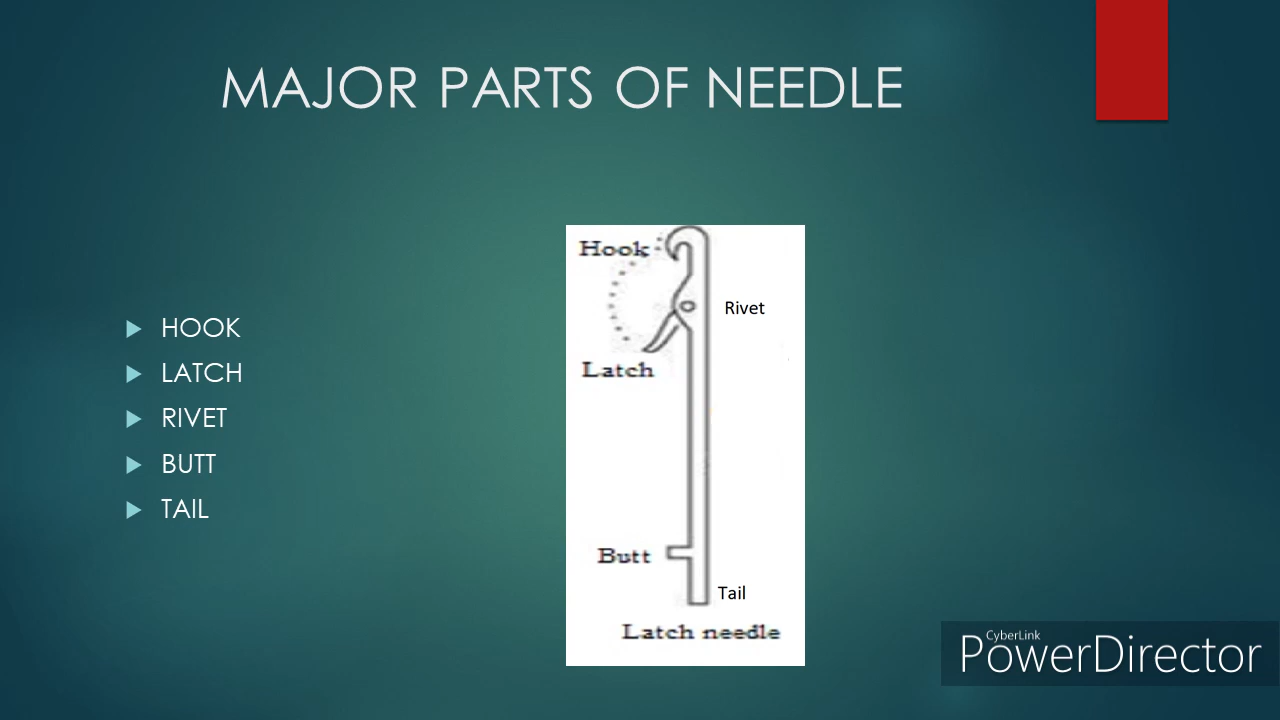 MAJOR PARTS OF NEEDLE
HOOK
LATCH
RIVET
BUTT
TAIL
Hook
Rivet
Latch
Butt
Tail
Latch needle
CyberLink
PowerDirector